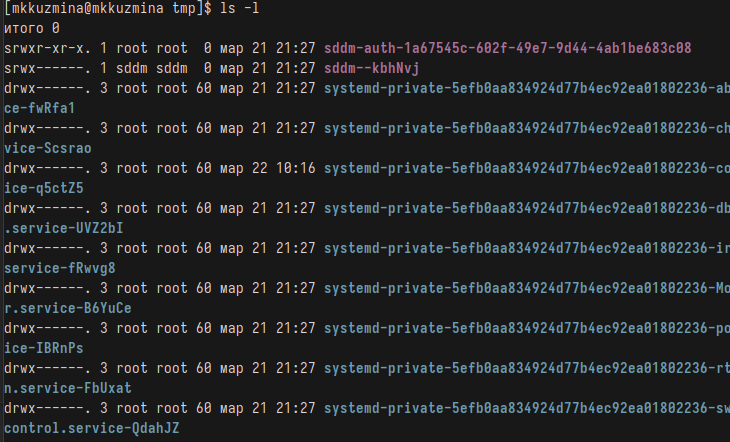 [mkkuzmina@mkkuzmina tmp]$ ls -l
итого 0
srwxr-xr-x. 1 root root  0 мар 21 21:27 sddm-auth-1a67545c-602f-49e7-9d44-4ab1be683c08
srwx------. 1 sddm sddm  0 мар 21 21:27 sddm--kbhNvj
drwx------. 3 root root 60 мар 21 21:27 systemd-private-5efb0aa834924d77b4ec92ea01802236-ab
ce-fwRfa1
drwx------. 3 root root 60 мар 21 21:27 systemd-private-5efb0aa834924d77b4ec92ea01802236-ch
vice-Scsrao
drwx------. 3 root root 60 мар 22 10:16 systemd-private-5efb0aa834924d77b4ec92ea01802236-co
ice-q5ctZ5
drwx------. 3 root root 60 мар 21 21:27 systemd-private-5efb0aa834924d77b4ec92ea01802236-db
.service-UVZ2bI
drwx------. 3 root root 60 мар 21 21:27 systemd-private-5efb0aa834924d77b4ec92ea01802236-ir
service-fRwvg8
drwx------. 3 root root 60 мар 21 21:27 systemd-private-5efb0aa834924d77b4ec92ea01802236-Mo
r.service-B6YuCe
drwx------. 3 root root 60 мар 21 21:27 systemd-private-5efb0aa834924d77b4ec92ea01802236-po
ice-IBRnPs
drwx------. 3 root root 60 мар 21 21:27 systemd-private-5efb0aa834924d77b4ec92ea01802236-rt
n.service-FbUxat
drwx------. 3 root root 60 мар 21 21:27 systemd-private-5efb0aa834924d77b4ec92ea01802236-sw
control.service-QdahJZ